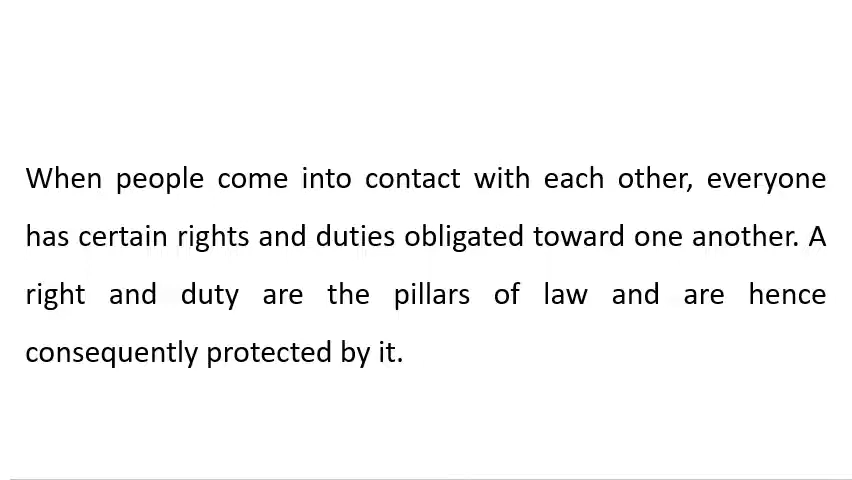 When people come into contact with each other, everyone
has certain rights and duties obligated toward one another. A
right and duty are the pillars of law and are hence
consequently protected by it.